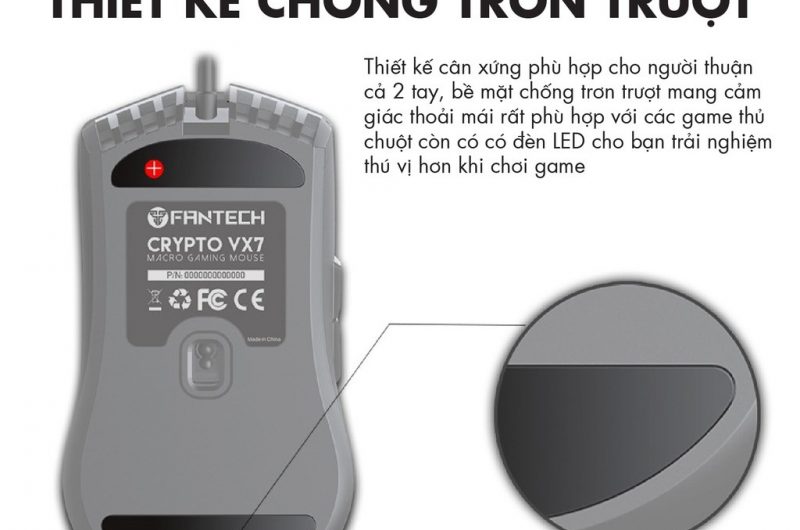 THIẾT KẾ CHỐNG TRƠN TRƯỢT
Thiết kế cân xứng phù hợp cho người thuận
cả 2 tay, bề mặt chống trơn trượt mang cảm
giác thoải mái rất phù hợp với các game thủ
chuột còn có có đèn LED cho bạn trải nghiệm
thú vị hơn khi chơi game
FANTECH
CRYPTO VX7
MACRO GAMING MOUSE
P/N: 0000000000000
FC CE
Made in China